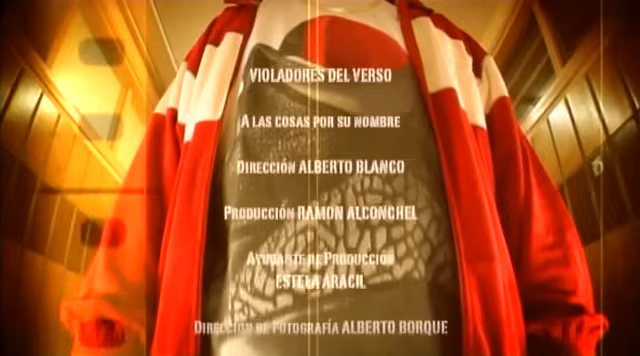 VIOLADORES DEL VERSO
A LAS COSAS POR SU NOMBRE
DIRECCIÓN ALBERTO BLANCO
PRODUCCIÓN RAMON ALCONCHEL
AYUDANTE DE PRODUCCIÓN
ESTELA ARACIL
DIRECCION DE FOTOGRAFÍA ALBERTO BORQUE